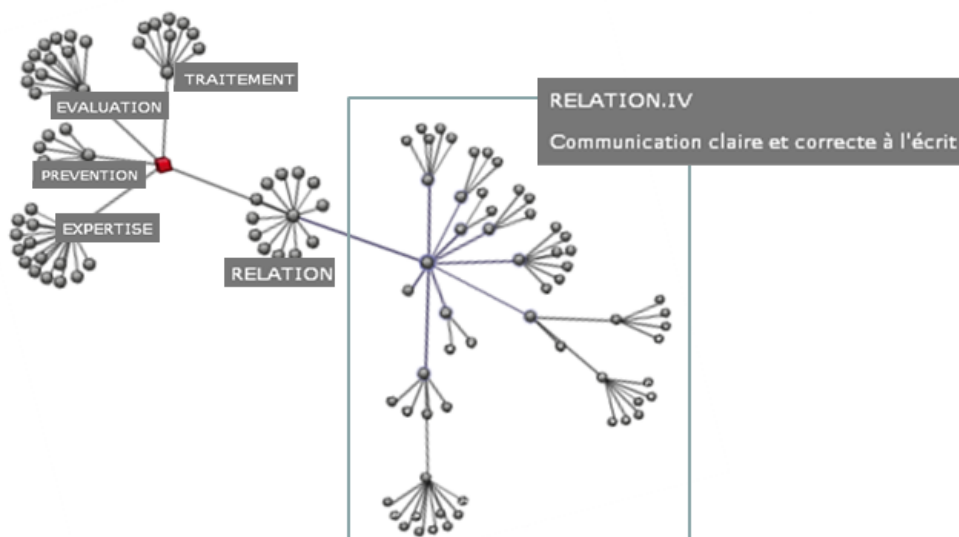 TRAITEMENT
EVALUATION
PREVENTION
EXPERTISE
RELATION
RELATION.IV
Communication claire et correcte à l'écrit